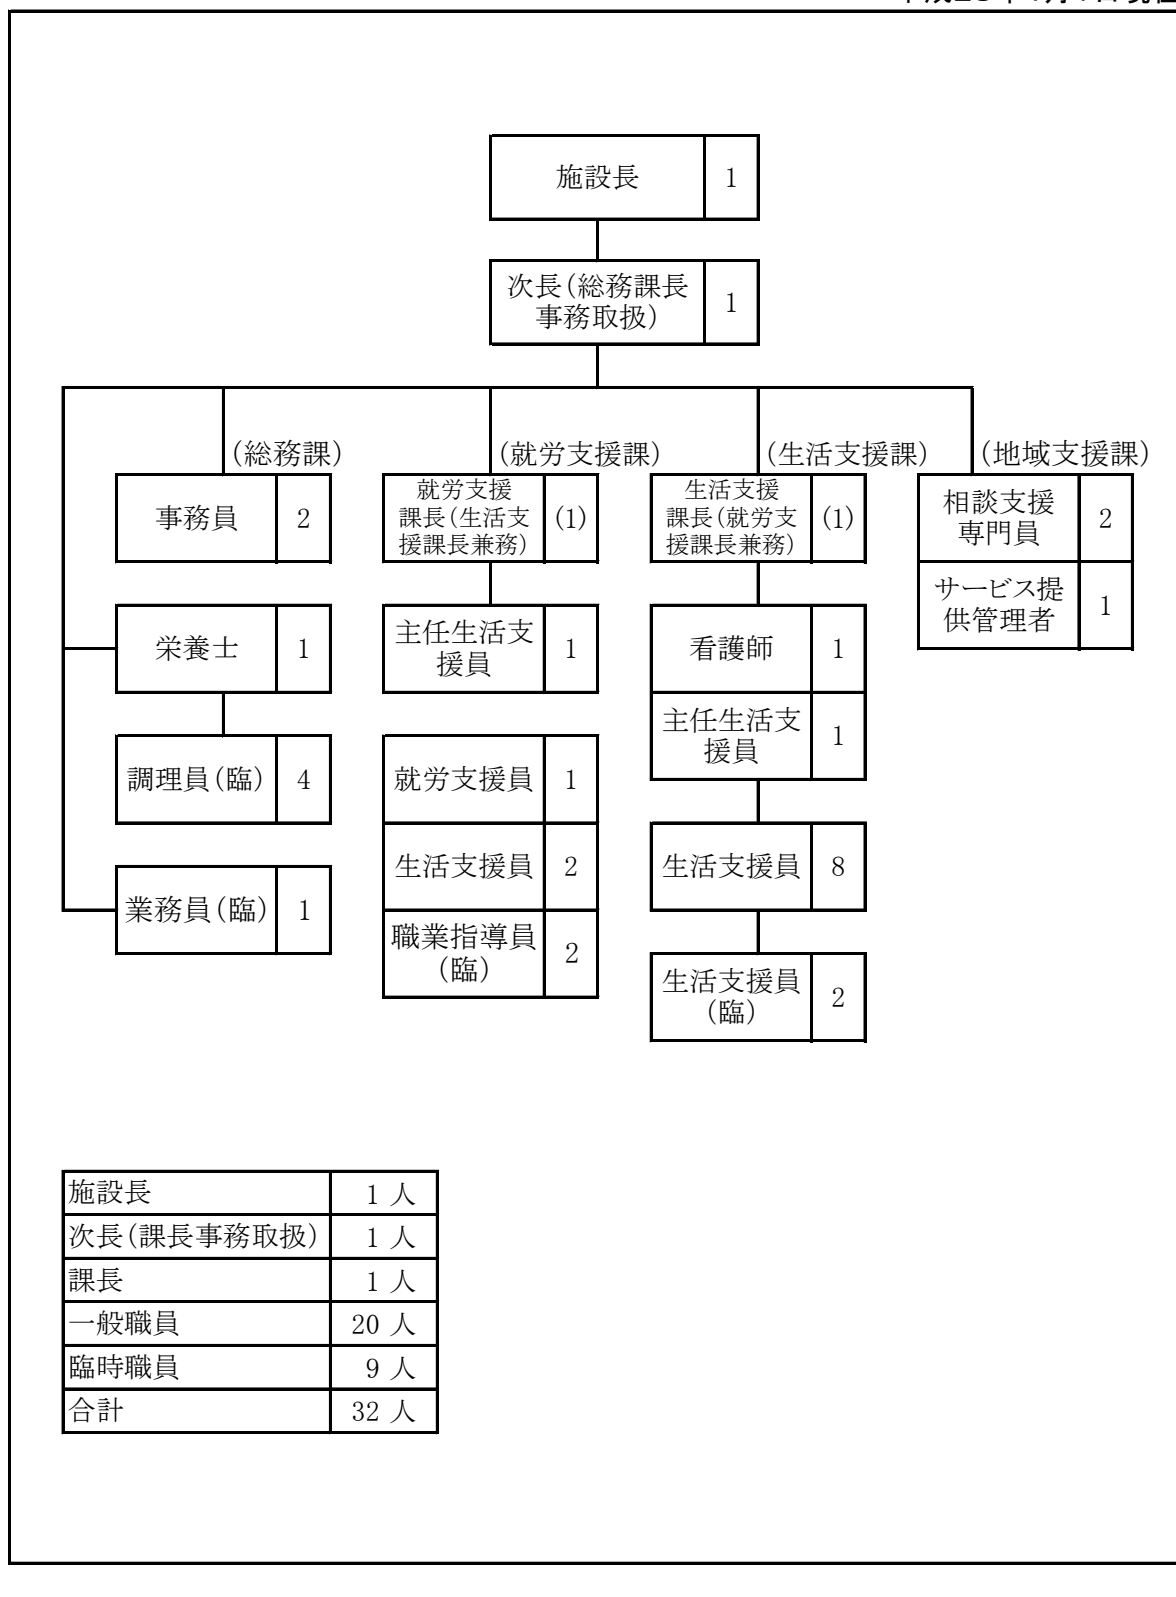 施設長 1
次長(総務課長
事務取扱) 1
(総務課)
事務員 2
栄養士 1
調理員(臨) 4
業務員(臨) 1
(就労支援課)
就労支援
課長(生活支
援課長兼務) (1)
主任生活支
援員 1
就労支援員 1
生活支援員 2
職業指導員
(臨) 2
(生活支援課)
生活支援
課長(就労支
援課長兼務) (1)
看護師 1
主任生活支
援員 1
生活支援員 8
生活支援員
(臨) 2
(地域支援課)
相談支援
専門員 2
サービス提
供管理者 1
施設長 1 人
次長(課長事務取扱) 1 人
課長 1 人
一般職員 20 人
臨時職員 9 人
合計 32 人